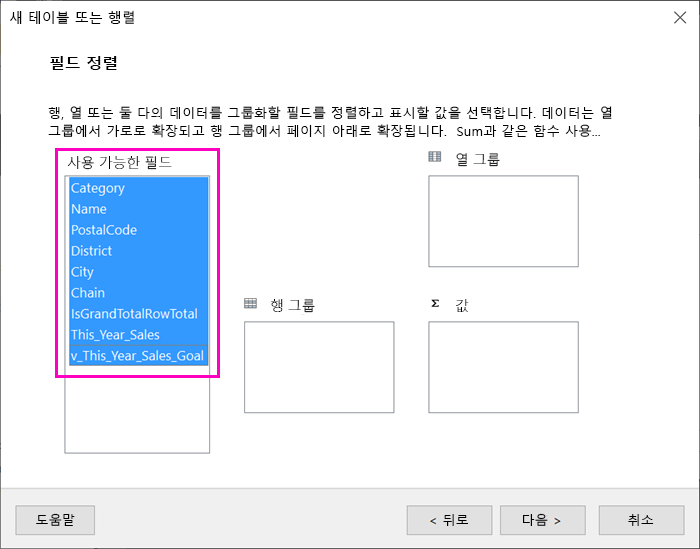 새 테이블 또는 행렬
필드 정렬
행, 열 또는 둘 다의 데이터를 그룹화할 필드를 정렬하고 표시할 값을 선택합니다. 데이터는 열
그룹에서 가로로 확장되고 행 그룹에서 페이지 아래로 확장됩니다. Sum과 같은 함수 사용...
사용 가능한 필드
Category
Name
PostalCode
District
City
Chain
IsGrandTotalRowTotal
This_Year_Sales
v_This_Year_Sales_Goal
열 그룹
행 그룹
Σ 값
도움말
< 뒤로
다음 >
취소